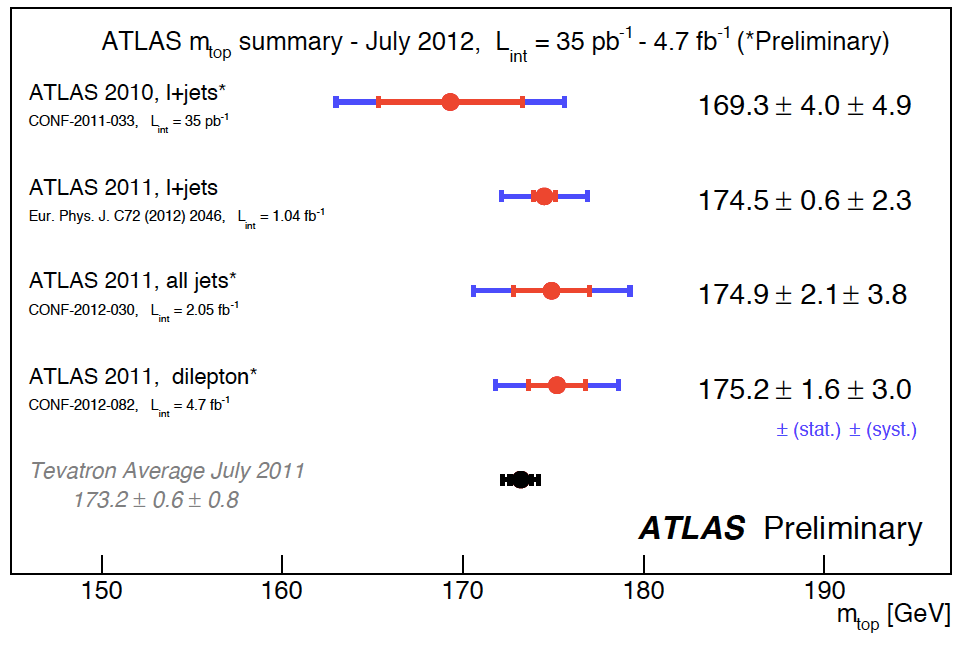 ATLAS m_top summary - July 2012, L_int = 35 pb^-1 - 4.7 fb^-1 (*Preliminary)
ATLAS 2010, l+jets*
CONF-2011-033, L_int = 35 pb^-1
169.3 ± 4.0 ± 4.9
ATLAS 2011, l+jets
Eur. Phys. J. C72 (2012) 2046, L_int = 1.04 fb^-1
174.5 ± 0.6 ± 2.3
ATLAS 2011, all jets*
CONF-2012-030, L_int = 2.05 fb^-1
174.9 ± 2.1 ± 3.8
ATLAS 2011, dilepton*
CONF-2012-082, L_int = 4.7 fb^-1
175.2 ± 1.6 ± 3.0
± (stat.) ± (syst.)
Tevatron Average July 2011
173.2 ± 0.6 ± 0.8
ATLAS Preliminary
150 160 170 180 190
m_top [GeV]